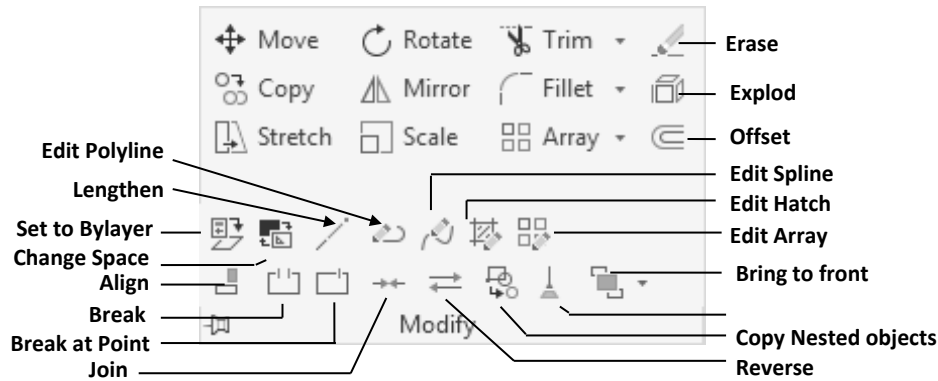 Move Rotate Trim Erase
Copy Mirror Fillet Explod
Stretch Scale Array Offset
Edit Polyline
Lengthen
Edit Spline
Edit Hatch
Set to Bylayer
Edit Array
Change Space
Align
Bring to front
Break
Break at Point
Modify
Copy Nested objects
Join
Reverse